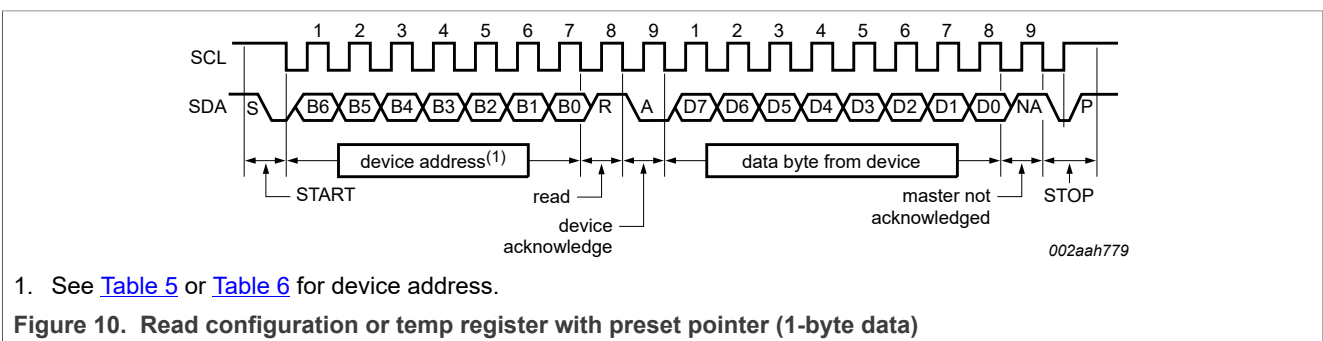 1 2 3 4 5 6 7 8 9 1 2 3 4 5 6 7 8 9
SCL
SDA S B6 B5 B4 B3 B2 B1 B0 R A D7 D6 D5 D4 D3 D2 D1 D0 NA P
device address(1) data byte from device
START read master not STOP
acknowledged
device
acknowledge
002aah779
1. See Table 5 or Table 6 for device address.
Figure 10. Read configuration or temp register with preset pointer (1-byte data)